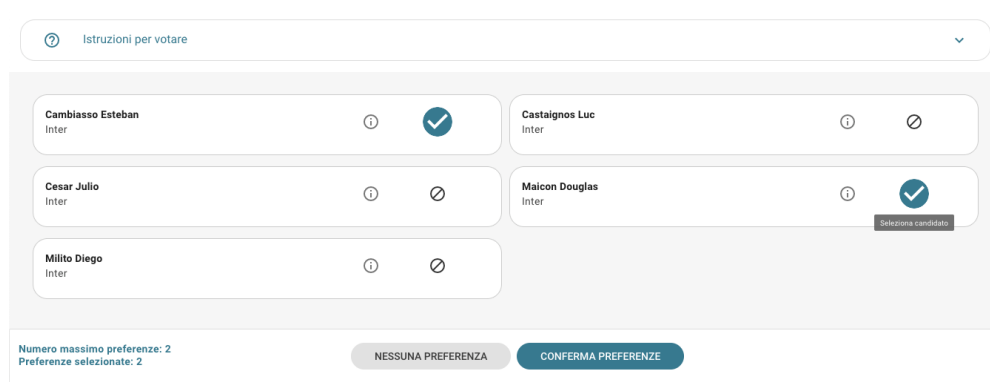 Istruzioni per votare
Cambiasso Esteban
Inter
Castaignos Luc
Inter
Cesar Julio
Inter
Maicon Douglas
Inter
Seleziona candidato
Milito Diego
Inter
Numero massimo preferenze: 2
Preferenze selezionate: 2
NESSUNA PREFERENZA
CONFERMA PREFERENZE